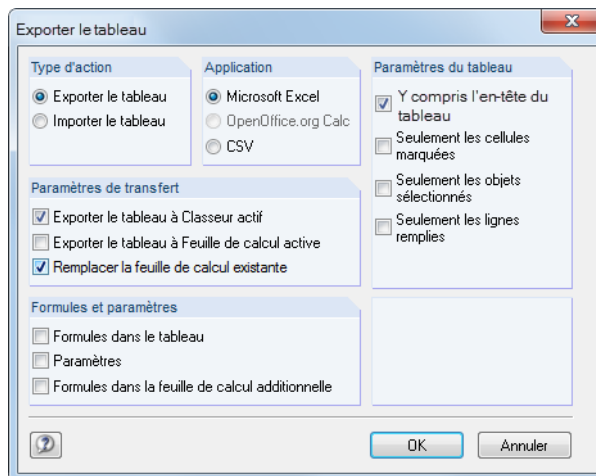 Exporter le tableau
Type d'action
Exporter le tableau
Importer le tableau
Application
Microsoft Excel
OpenOffice.org Calc
CSV
Paramètres du tableau
Y compris l'en-tête du
tableau
Seulement les cellules
marquées
Seulement les objets
sélectionnés
Seulement les lignes
remplies
Paramètres de transfert
Exporter le tableau à Classeur actif
Exporter le tableau à Feuille de calcul active
Remplacer la feuille de calcul existante
Formules et paramètres
Formules dans le tableau
Paramètres
Formules dans la feuille de calcul additionnelle
OK
Annuler